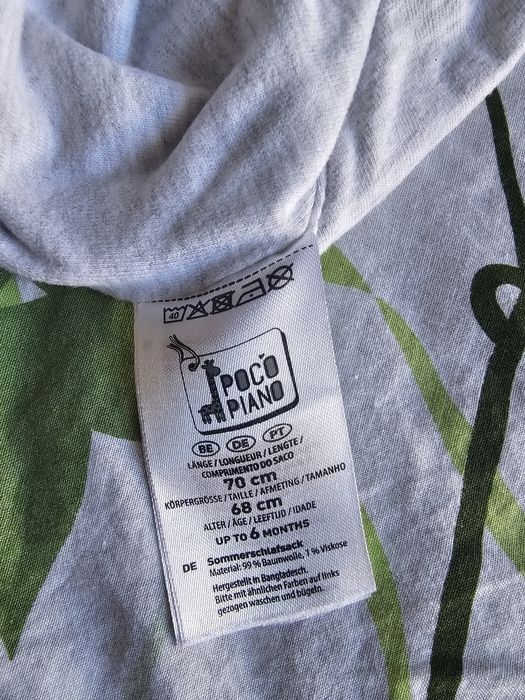 40
POCO
PIANO
BE DE PT
LÄNGE / LONGUEUR / LENGTE /
COMPRIMENTO DO SACO
70 cm
KÖRPERGRÖSSE / TAILLE / AFMETING / TAMANHO
68 cm
ALTER / ÂGE / LEEFTIJD / IDADE
UP TO 6 MONTHS
DE Sommerschlafsack
Material: 99 % Baumwolle, 1 % Viskose
Hergestellt in Bangladesch.
Bitte mit ähnlichen Farben auf links
gezogen waschen und bügeln.